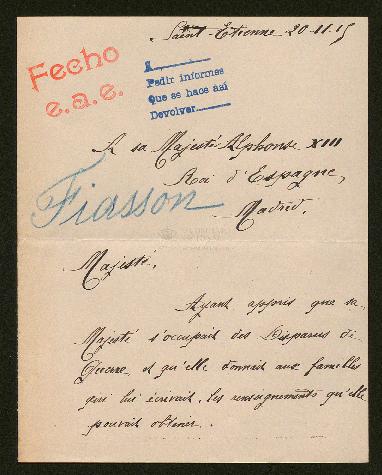 Saint Etienne 20-11-15
Fecho
e.a.e.
A
Pedir informes
Que se hace así
Devolver
A sa Majesté Alphonse XIII
Roi d'Espagne,
Madrid.
Fiasson
Majesté,
Ayant appris que sa
Majesté s'occupait des Disparus de
Guerre et qu'elle donnait aux familles
qui lui écrivait, les renseignements qu'elle
pouvait obtenir.